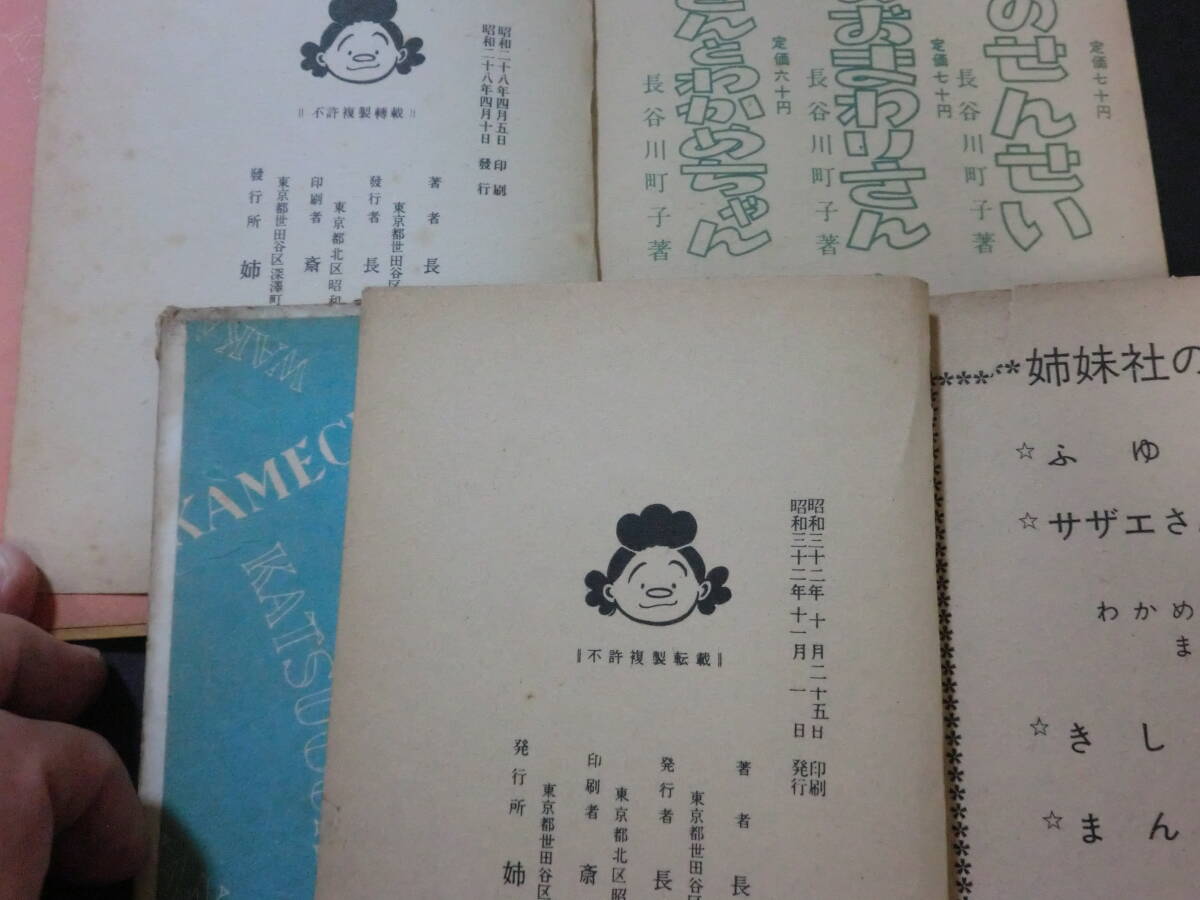 昭和二十八年四月五日 印刷
昭和二十八年四月十日 發行
‖不許複製轉載‖
著者 長
東京都世田谷区
發行者 長
東京都北区昭和
印刷者 斎
東京都世田谷区深澤町
發行所 姉
定価七十円
のせんせい
長谷川町子著
定価七十円
おまわりさん
長谷川町子著
定価六十円
さんとわかめちゃん
長谷川町子著
WAKA
KAMEC
KATSUO
昭和三十二年十月二十五日 印刷
昭和三十二年十一月一日 発行
‖不許複製転載‖
著者 長
東京都世田谷区
発行者 長
東京都北区昭
印刷者 斎
東京都世田谷区
発行所 姉
姉妹社の
☆ふゆ
☆サザエさ
わかめ
ま
☆きし
☆まん